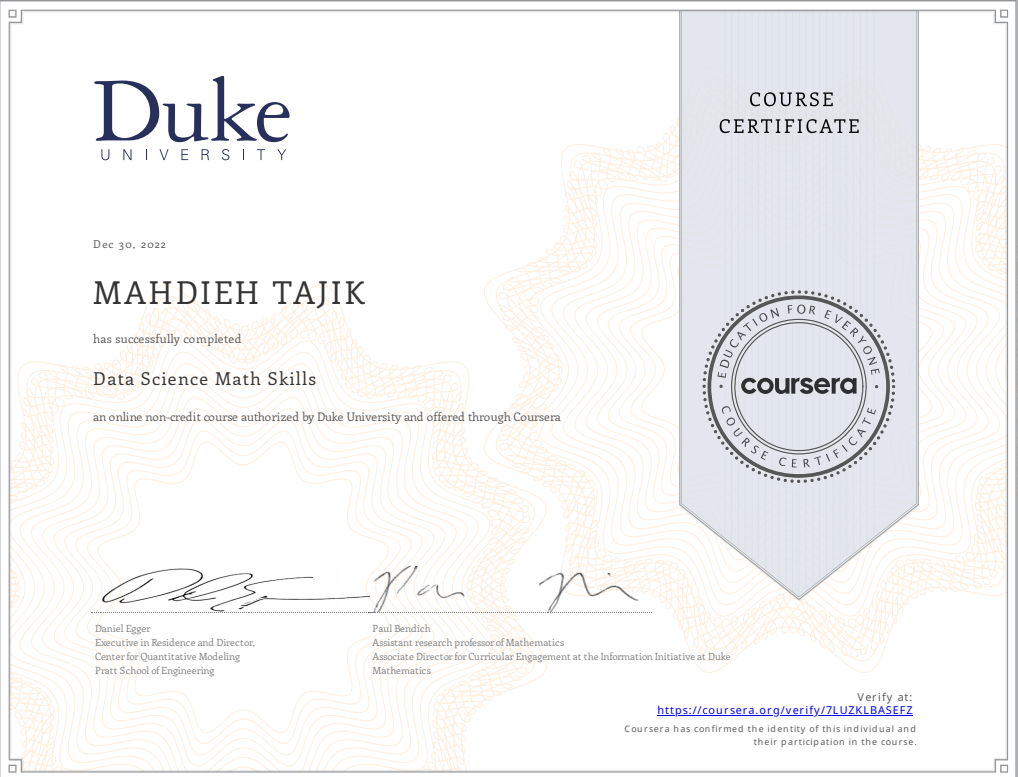 Duke
UNIVERSITY
COURSE
CERTIFICATE
Dec 30, 2022
MAHDIEH TAJIK
has successfully completed
Data Science Math Skills
an online non-credit course authorized by Duke University and offered through Coursera
EDUCATION FOR EVERYONE
coursera
COURSE CERTIFICATE
Daniel Egger
Executive in Residence and Director,
Center for Quantitative Modeling
Pratt School of Engineering
Paul Bendich
Assistant research professor of Mathematics
Associate Director for Curricular Engagement at the Information Initiative at Duke
Mathematics
Verify at:
https://coursera.org/verify/7LUZKLBASEFZ
Coursera has confirmed the identity of this individual and
their participation in the course.